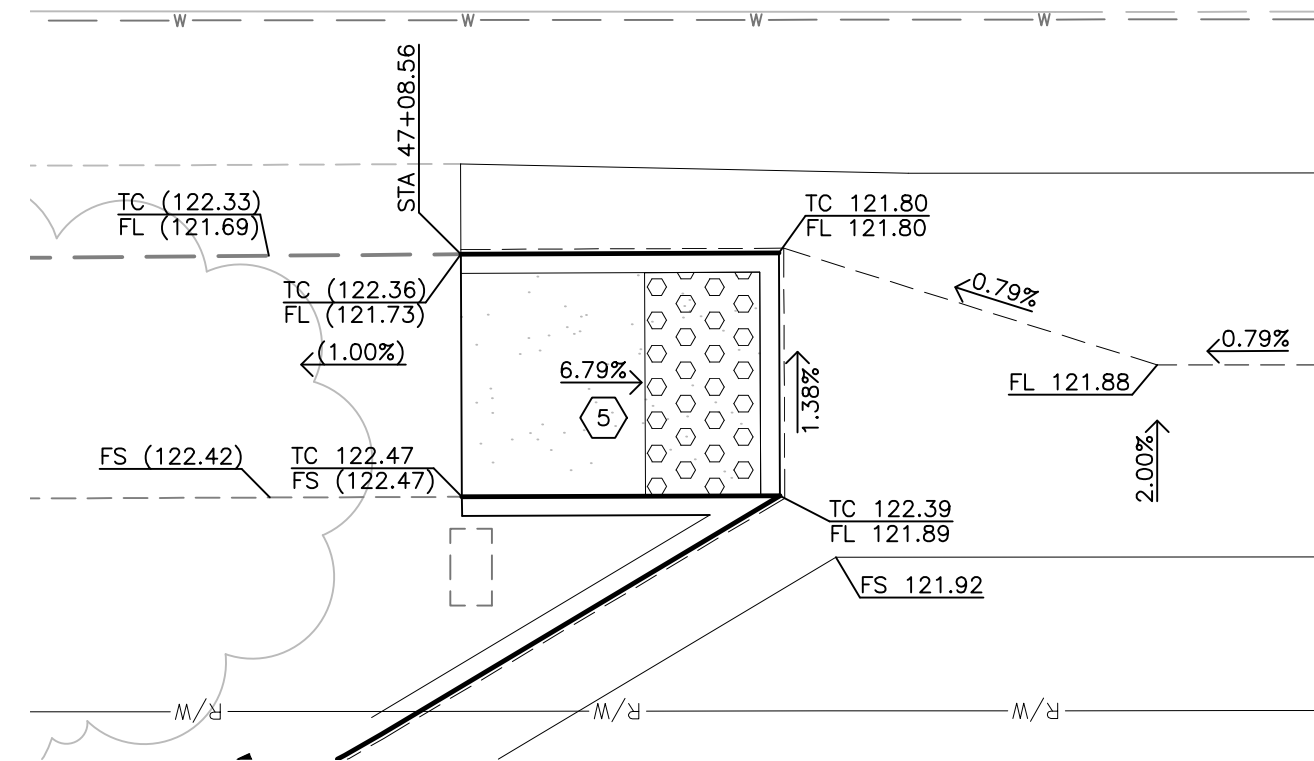 W W W W
STA 47+08.56
TC (122.33)
FL (121.69)
TC 121.80
FL 121.80
TC (122.36)
FL (121.73)
0.79%
0.79%
(1.00%)
6.79%
1.38%
FL 121.88
5
FS (122.42)
TC 122.47
FS (122.47)
2.00%
TC 122.39
FL 121.89
FS 121.92
R/W R/W R/W